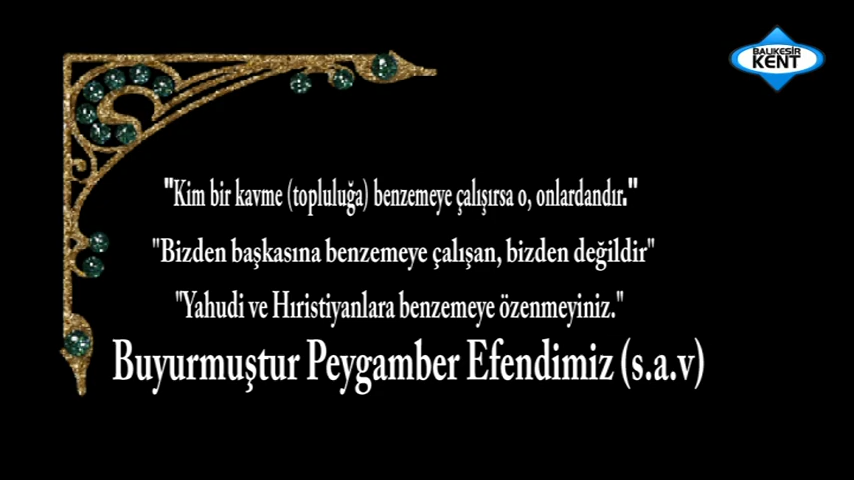 BALIKESİR
KENT
"Kim bir kavme (topluluğa) benzemeye çalışırsa o, onlardandır."
"Bizden başkasına benzemeye çalışan, bizden değildir"
"Yahudi ve Hıristiyanlara benzemeye özenmeyiniz."
Buyurmuştur Peygamber Efendimiz (s.a.v)